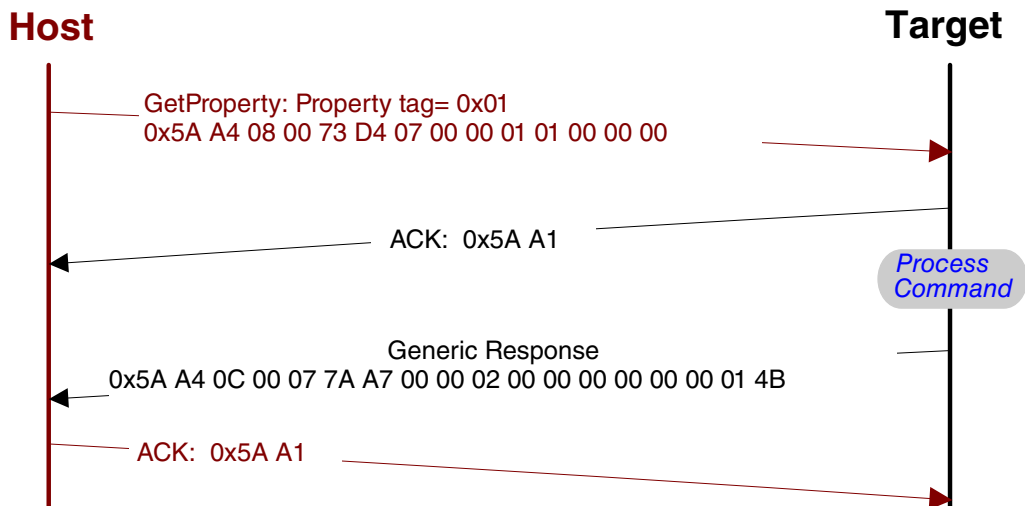 Host
Target
GetProperty: Property tag= 0x01
0x5A A4 08 00 73 D4 07 00 00 01 01 00 00 00
ACK: 0x5A A1
Process
Command
Generic Response
0x5A A4 0C 00 07 7A A7 00 00 02 00 00 00 00 00 00 01 4B
ACK: 0x5A A1